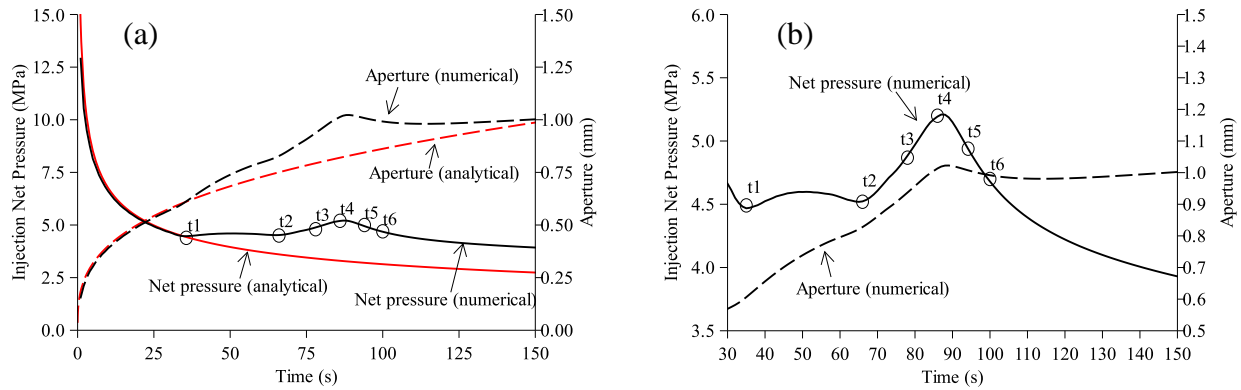 (a)
Injection Net Pressure (MPa)
15.0
12.5
10.0
7.5
5.0
2.5
0.0
1.50
1.25
1.00
0.75
0.50
0.25
0.00
Aperture (mm)
Aperture (numerical)
Aperture (analytical)
t1
t2
t3
t4
t5
t6
Net pressure (analytical)
Net pressure (numerical)
0
25
50
75
100
125
150
Time (s)
(b)
Injection Net Pressure (MPa)
6.0
5.5
5.0
4.5
4.0
3.5
1.5
1.4
1.3
1.2
1.1
1.0
0.9
0.8
0.7
0.6
0.5
Aperture (mm)
Net pressure (numerical)
t1
t2
t3
t4
t5
t6
Aperture (numerical)
30
40
50
60
70
80
90
100
110
120
130
140
150
Time (s)